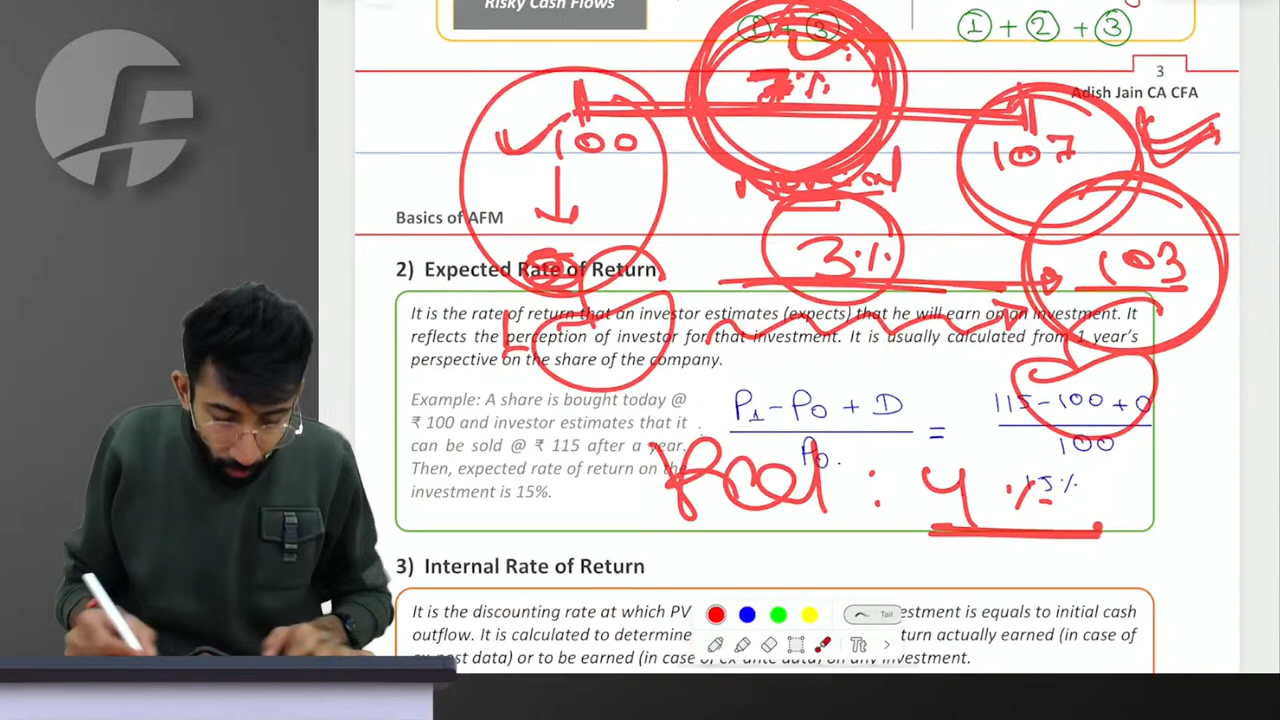 Risky Cash Flows
① + ③
① + ② + ③
3
Adish Jain CA CFA
7%
100
107
Basics of AFM
3%
103
2) Expected Rate of Return
It is the rate of return that an investor estimates (expects) that he will earn on an investment. It
reflects the perception of investor for that investment. It is usually calculated from 1 year's
perspective on the share of the company.
Example: A share is bought today @
₹ 100 and investor estimates that it
can be sold @ ₹ 115 after a year.
Then, expected rate of return on the
investment is 15%.
P1 - P0 + D
P0
=
115 - 100 + 0
100
15%
Real : 4%
3) Internal Rate of Return
It is the discounting rate at which PV
estment is equals to initial cash
outflow. It is calculated to determine
turn actually earned (in case of
ex-post data) or to be earned (in case of ex-ante data) on any investment.
Tail
Tt